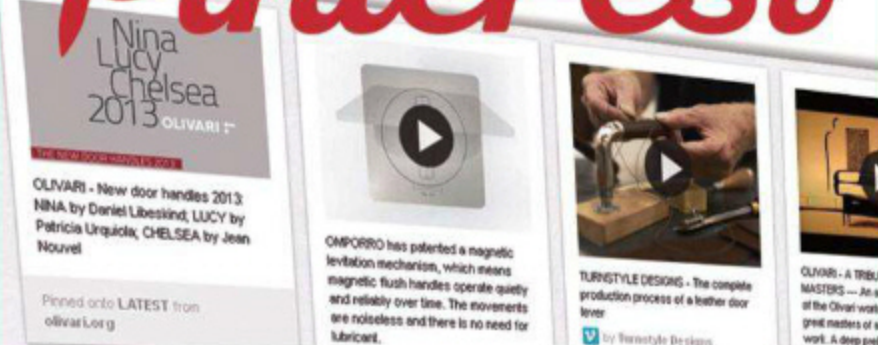 Pinterest
Nina
Lucy
Chelsea
2013 OLIVARI
THE NEW DOOR HANDLES 2013
OLIVARI - New door handles 2013:
NINA by Daniel Libeskind; LUCY by
Patricia Urquiola; CHELSEA by Jean
Nouvel
Pinned onto LATEST from
olivari.org
OMPORRO has patented a magnetic
levitation mechanism, which means
magnetic flush handles operate quietly
and reliably over time. The movements
are noiseless and there is no need for
lubricant.
TURNSTYLE DESIGNS - The complete
production process of a leather door
lever
by Turnstyle Designs
OLIVARI - A TRIBU
MASTERS — An e
of the Olivari work
great masters of
work. A deep